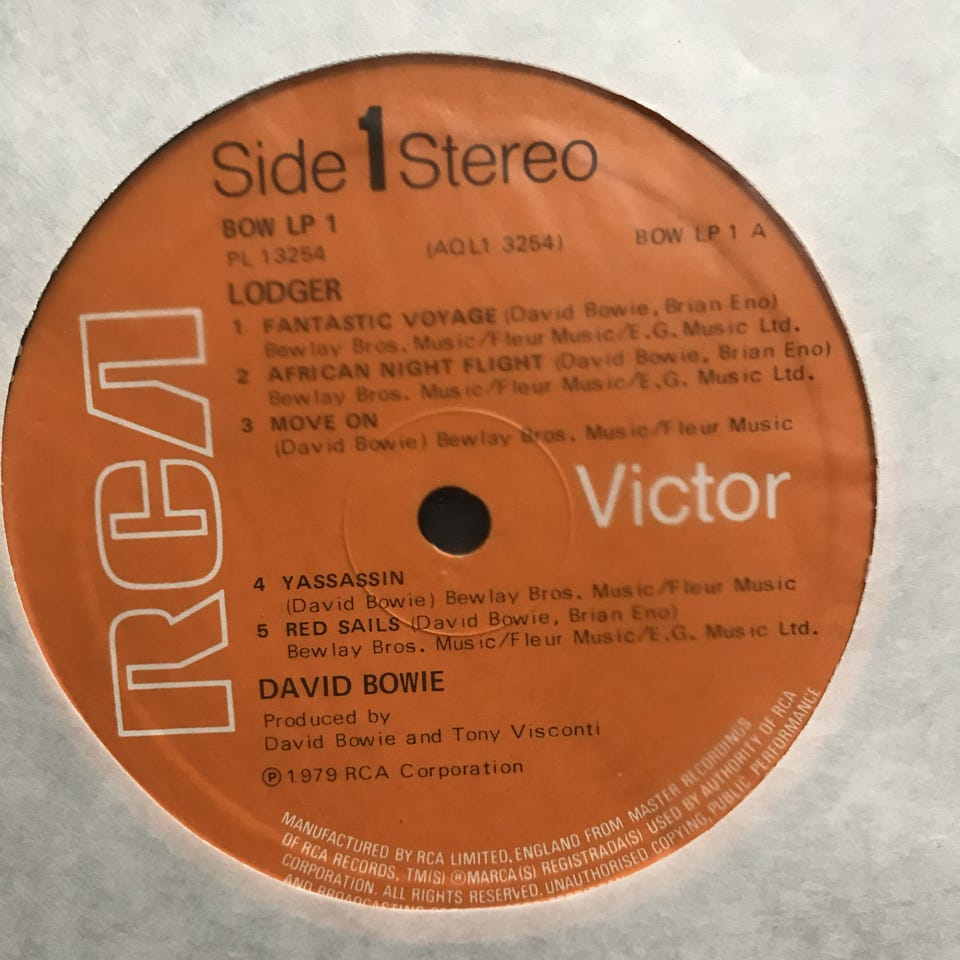 Side 1 Stereo
BOW LP 1
PL 13254 (AQL1 3254) BOW LP 1 A
LODGER
1 FANTASTIC VOYAGE (David Bowie, Brian Eno)
Bewlay Bros. Music/Fleur Music/E.G. Music Ltd.
2 AFRICAN NIGHT FLIGHT (David Bowie, Brian Eno)
Bewlay Bros. Music/Fleur Music/E.G. Music Ltd.
3 MOVE ON
(David Bowie) Bewlay Bros. Music/Fleur Music
RCA
Victor
4 YASSASSIN
(David Bowie) Bewlay Bros. Music/Fleur Music
5 RED SAILS (David Bowie, Brian Eno)
Bewlay Bros. Music/Fleur Music/E.G. Music Ltd.
DAVID BOWIE
Produced by
David Bowie and Tony Visconti
Ⓟ1979 RCA Corporation
MANUFACTURED BY RCA LIMITED, ENGLAND FROM MASTER RECORDINGS
OF RCA RECORDS. TM(S) ® MARCA(S) REGISTRADA(S) USED BY AUTHORITY OF RCA
CORPORATION. ALL RIGHTS RESERVED. UNAUTHORISED COPYING, PUBLIC PERFORMANCE
AND BROADCASTING